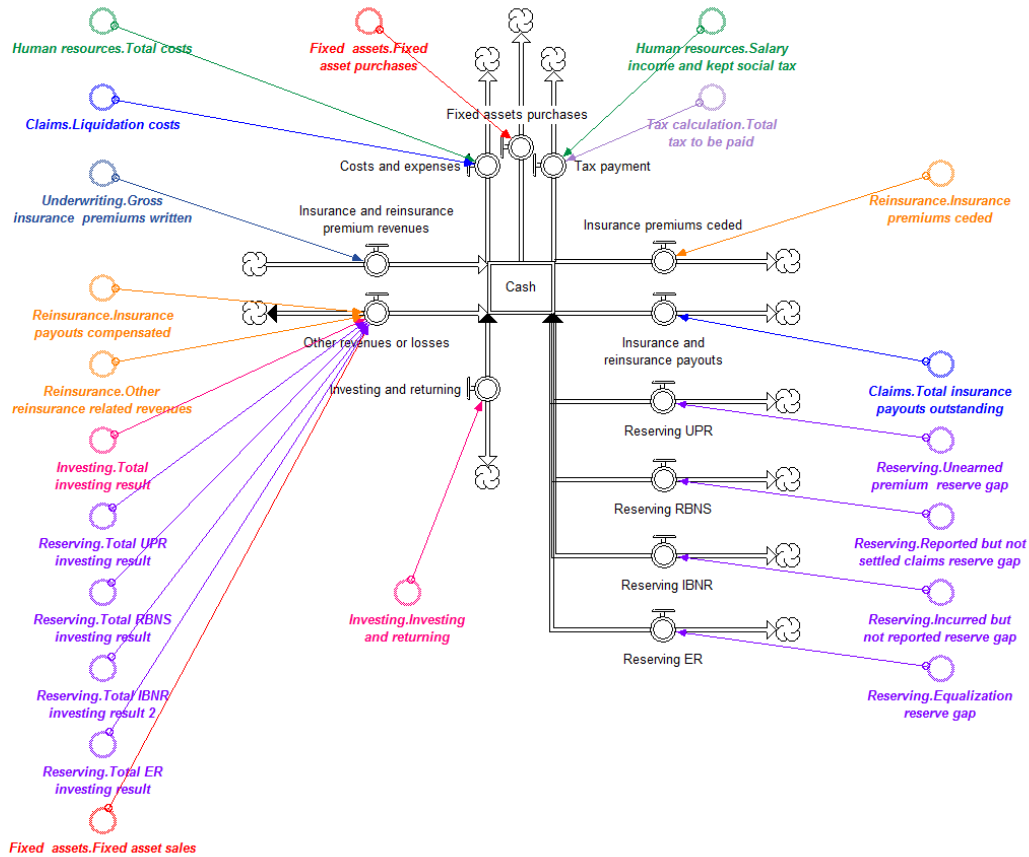 Human resources.Total costs
Fixed assets.Fixed
asset purchases
Human resources.Salary
income and kept social tax
Claims.Liquidation costs
Fixed assets purchases
Tax calculation.Total
tax to be paid
Costs and expenses
Tax payment
Underwriting.Gross
insurance premiums written
Insurance and reinsurance
premium revenues
Insurance premiums ceded
Reinsurance.Insurance
premiums ceded
Cash
Reinsurance.Insurance
payouts compensated
Other revenues or losses
Insurance and
reinsurance payouts
Reinsurance.Other
reinsurance related revenues
Investing and returning
Claims.Total insurance
payouts outstanding
Reserving UPR
Investing.Total
investing result
Reserving.Unearned
premium reserve gap
Reserving RBNS
Reserving.Total UPR
investing result
Reserving.Reported but not
settled claims reserve gap
Reserving IBNR
Reserving.Total RBNS
investing result
Investing.Investing
and returning
Reserving.Incurred but
not reported reserve gap
Reserving ER
Reserving.Total IBNR
investing result 2
Reserving.Equalization
reserve gap
Reserving.Total ER
investing result
Fixed assets.Fixed asset sales